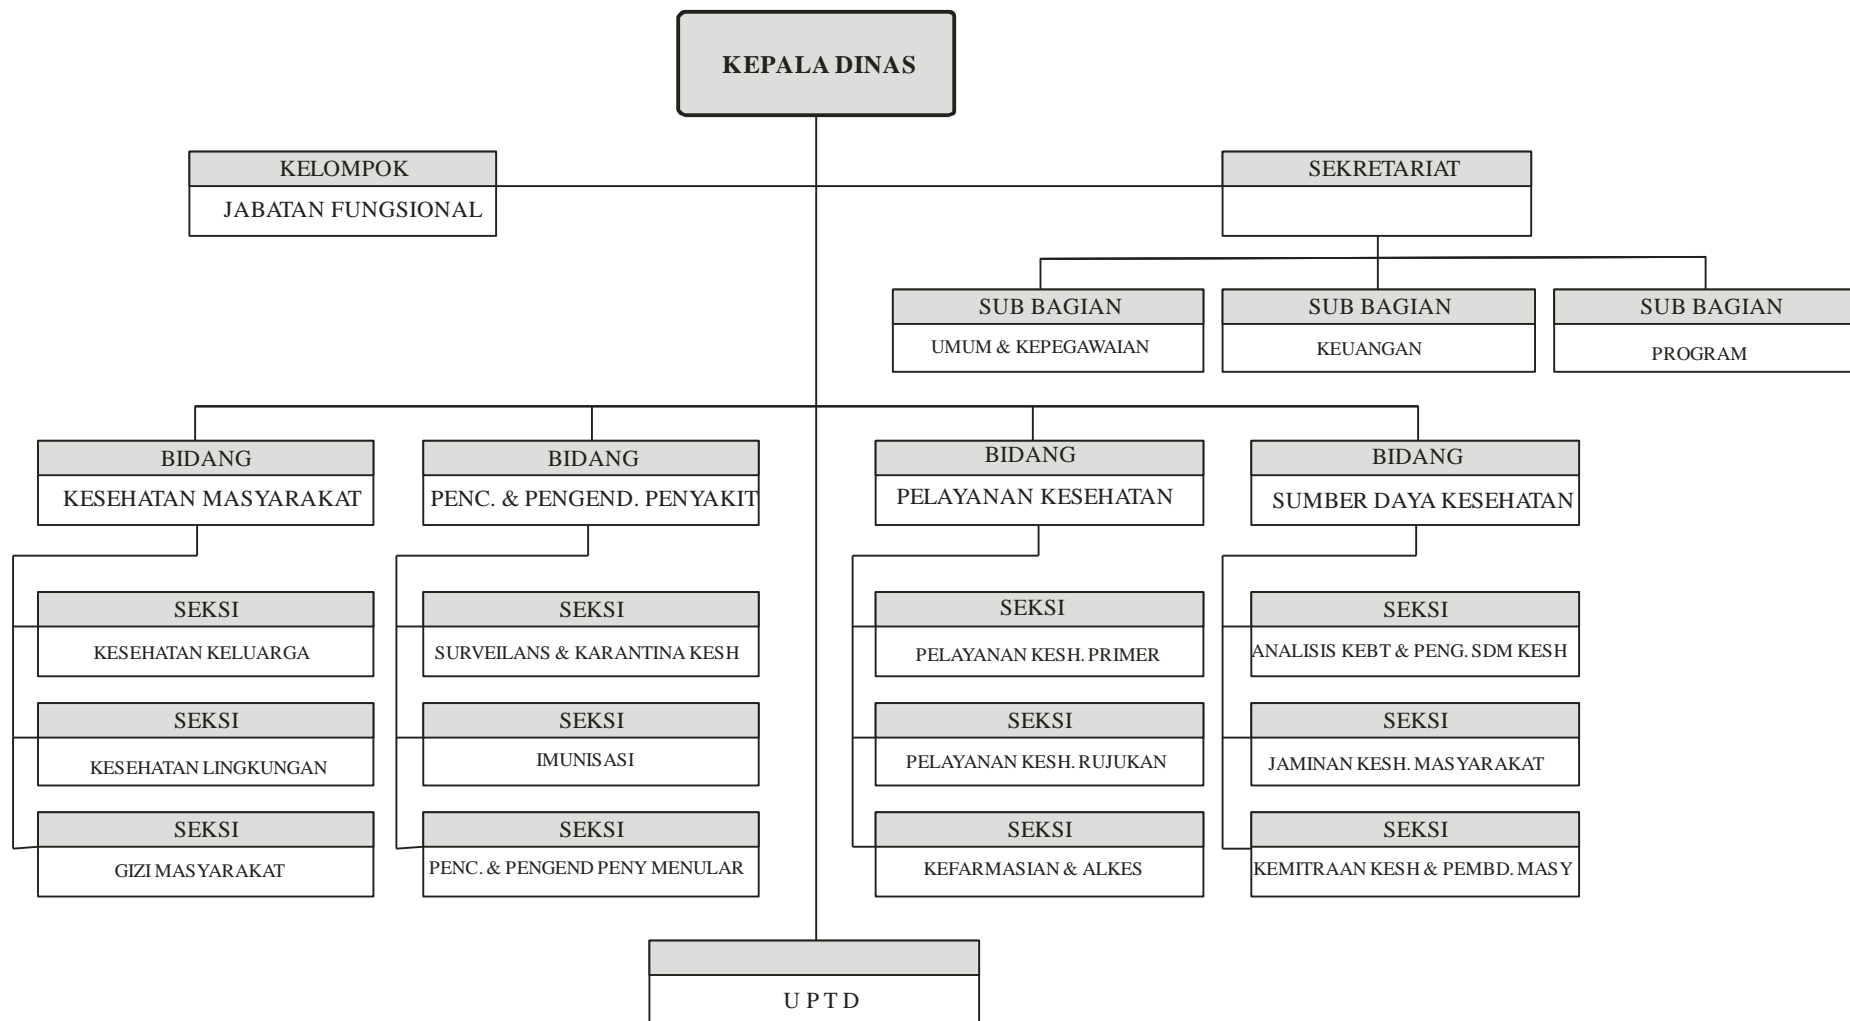 KEPALA DINAS
KELOMPOK
JABATAN FUNGSIONAL
SEKRETARIAT
SUB BAGIAN
UMUM & KEPEGAWAIAN
SUB BAGIAN
KEUANGAN
SUB BAGIAN
PROGRAM
BIDANG
KESEHATAN MASYARAKAT
BIDANG
PENC. & PENGEND. PENYAKIT
BIDANG
PELAYANAN KESEHATAN
BIDANG
SUMBER DAYA KESEHATAN
SEKSI
KESEHATAN KELUARGA
SEKSI
SURVEILANS & KARANTINA KESH
SEKSI
PELAYANAN KESH. PRIMER
SEKSI
ANALISIS KEBT & PENG. SDM KESH
SEKSI
KESEHATAN LINGKUNGAN
SEKSI
IMUNISASI
SEKSI
PELAYANAN KESH. RUJUKAN
SEKSI
JAMINAN KESH. MASYARAKAT
SEKSI
GIZI MASYARAKAT
SEKSI
PENC. & PENGEND PENY MENULAR
SEKSI
KEFARMASIAN & ALKES
SEKSI
KEMITRAAN KESH & PEMBD. MASY
U P T D